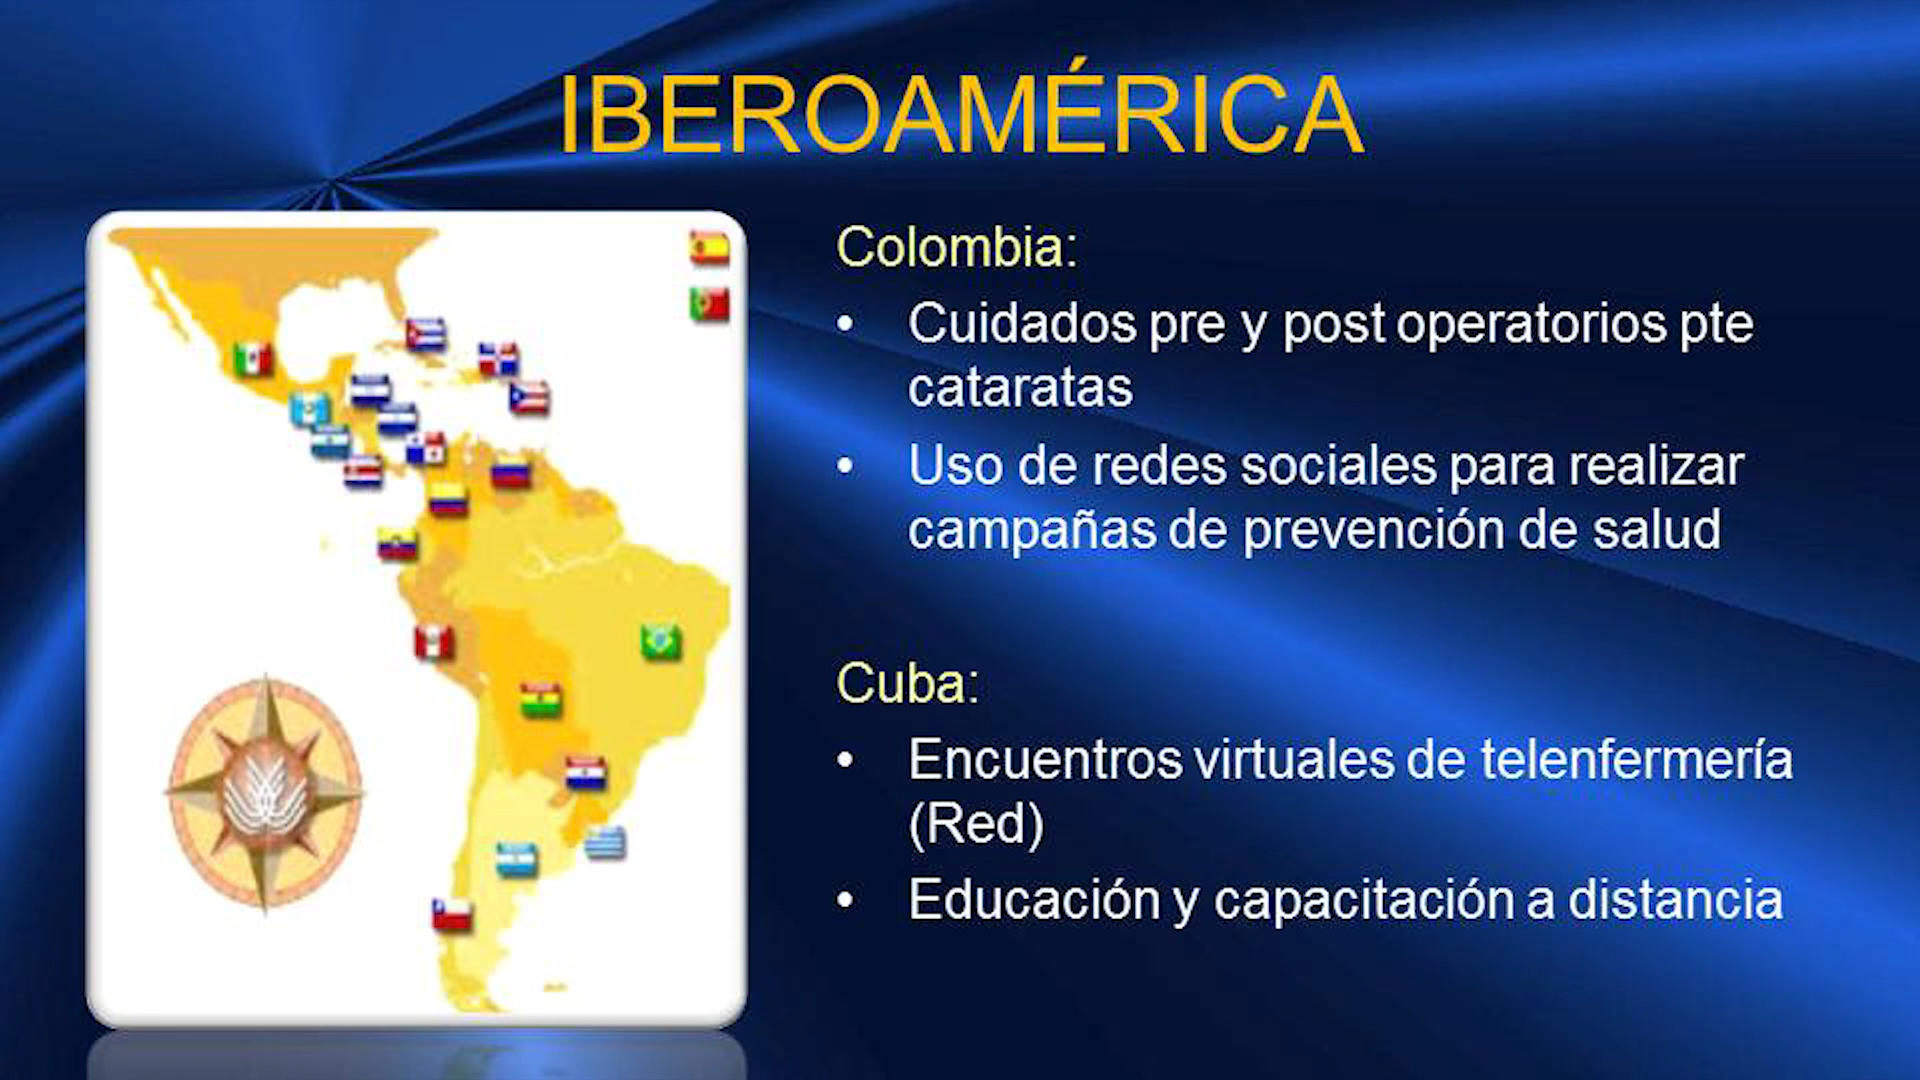 IBEROAMÉRICA
Colombia:
• Cuidados pre y post operatorios pte
cataratas
• Uso de redes sociales para realizar
campañas de prevención de salud
Cuba:
• Encuentros virtuales de telenfermería
(Red)
• Educación y capacitación a distancia